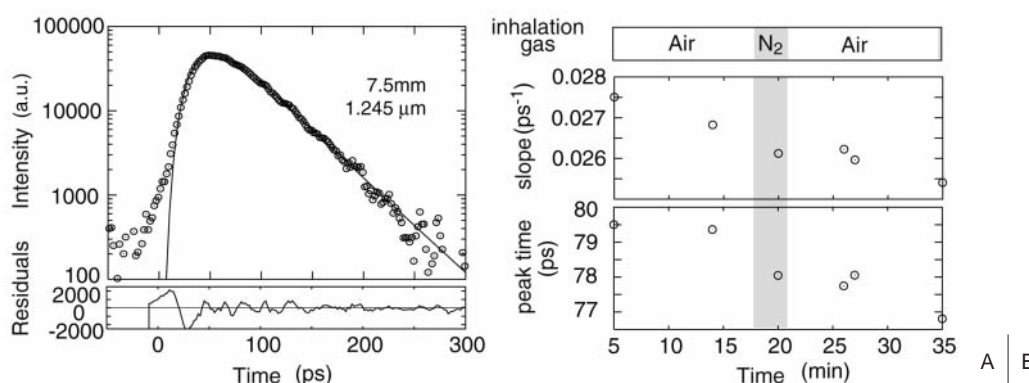 100000
10000
1000
100
Intensity (a.u.)
7.5mm
1.245 μm
Residuals
2000
0
-2000
0
100
200
300
Time (ps)
inhalation
gas
Air
N₂
Air
0.028
0.027
0.026
slope (ps⁻¹)
80
79
78
77
peak time
(ps)
5
10
15
20
25
30
35
Time (min)
A | B